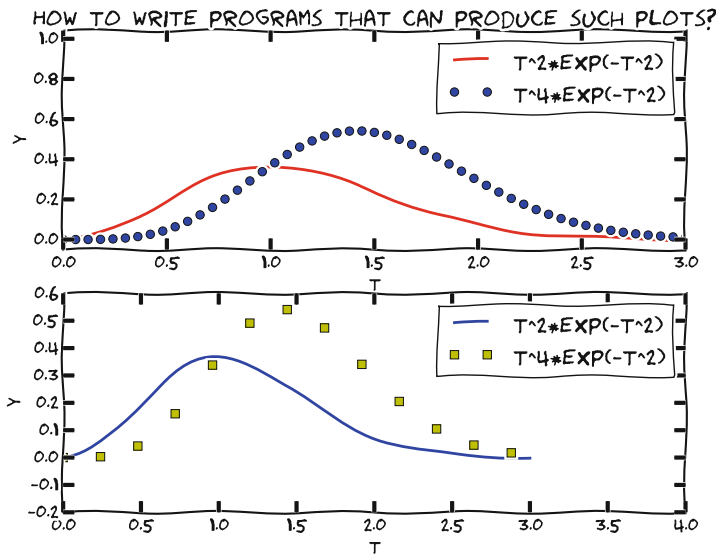 HOW TO WRITE PROGRAMS THAT CAN PRODUCE SUCH PLOTS?
1.0
0.8
0.6
0.4
0.2
0.0
Y
T^2*EXP(-T^2)
T^4*EXP(-T^2)
0.0 0.5 1.0 1.5 2.0 2.5 3.0
T
0.6
0.5
0.4
0.3
0.2
0.1
0.0
-0.1
-0.2
Y
T^2*EXP(-T^2)
T^4*EXP(-T^2)
0.0 0.5 1.0 1.5 2.0 2.5 3.0 3.5 4.0
T